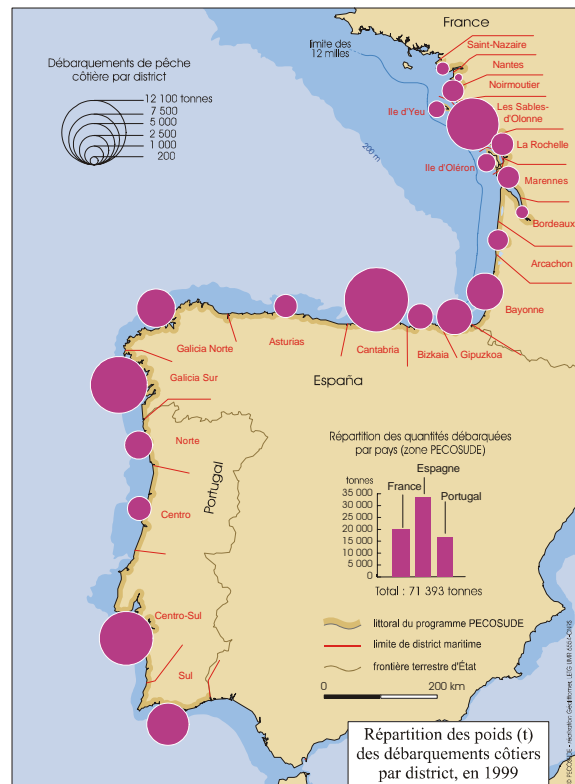 France
limite des
12 milles
Saint-Nazaire
Nantes
Noirmoutier
Ile d'Yeu
Les Sables-
d'Olonne
La Rochelle
Ile d'Oléron
Marennes
Bordeaux
Arcachon
Bayonne
200 m
Débarquements de pêche
côtière par district
12 100 tonnes
7 500
5 000
2 500
1 000
200
Galicia Norte
Asturias
Cantabria
Bizkaia
Gipuzkoa
Galicia Sur
España
Norte
Centro
Portugal
Centro-Sul
Sul
Répartition des quantités débarquées
par pays (zone PECOSUDE)
Espagne
tonnes
France
Portugal
35 000
30 000
25 000
20 000
15 000
10 000
5 000
0
Total : 71 393 tonnes
littoral du programme PECOSUDE
limite de district maritime
frontière terrestre d'État
0
200 km
Répartition des poids (t)
des débarquements côtiers
par district, en 1999